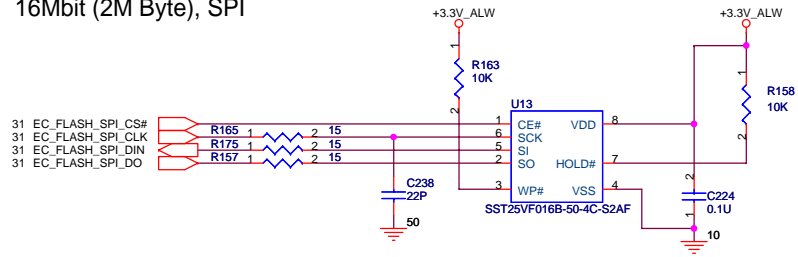 16Mbit (2M Byte), SPI
+3.3V_ALW
+3.3V_ALW
1
R163
10K
2
1
R158
10K
2
U13
31 EC_FLASH_SPI_CS#
31 EC_FLASH_SPI_CLK
31 EC_FLASH_SPI_DIN
31 EC_FLASH_SPI_DO
R165 1 2 15
R175 1 2 15
R157 1 2 15
1 CE#
6 SCK
5 SI
2 SO
3 WP#
VDD 8
HOLD# 7
VSS 4
SST25VF016B-50-4C-S2AF
C238
22P
50
2
C224
0.1U
1
10